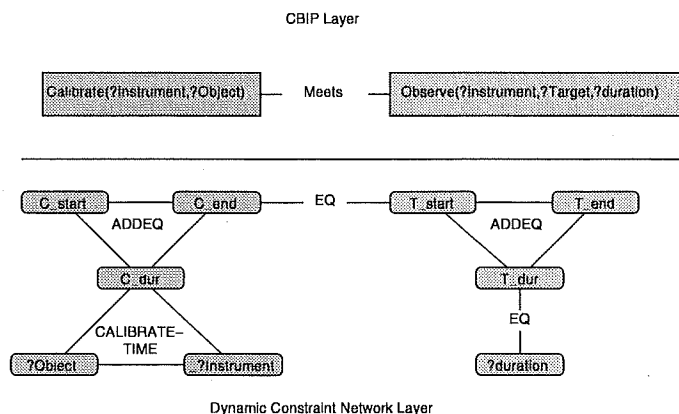 CBIP Layer
Calibrate(?Instrument,?Object)
Meets
Observe(?Instrument,?Target,?duration)
C_start
C_end
EQ
T_start
T_end
ADDEQ
ADDEQ
C_dur
T_dur
CALIBRATE-
TIME
EQ
?Object
?Instrument
?duration
Dynamic Constraint Network Layer